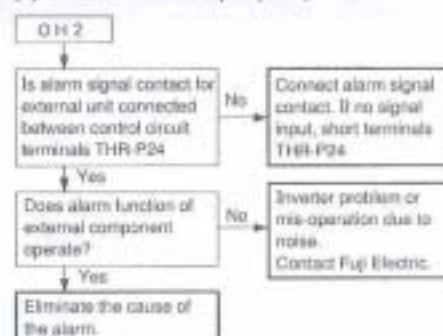 OH2
Is alarm signal contact for
external unit connected
between control circuit
terminals THR-P24
No
Connect alarm signal
contact. If no signal
input, short terminals
THR-P24
Yes
Does alarm function of
external component
operate?
No
Inverter problem or
mis-operation due to
noise.
Contact Fuji Electric.
Yes
Eliminate the cause of
the alarm.